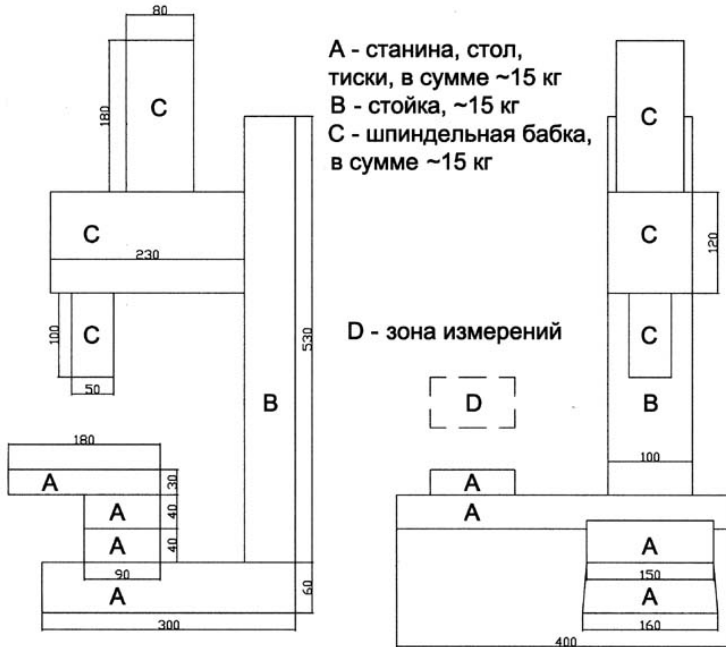 80
A - станина, стол,
тиски, в сумме ~15 кг
B - стойка, ~15 кг
C - шпиндельная бабка,
в сумме ~15 кг
C
180
C
C
230
C
120
100
C
50
530
D - зона измерений
C
B
D
B
180
100
A
30
A
A
40
A
A
40
A
90
150
A
60
A
300
160
400